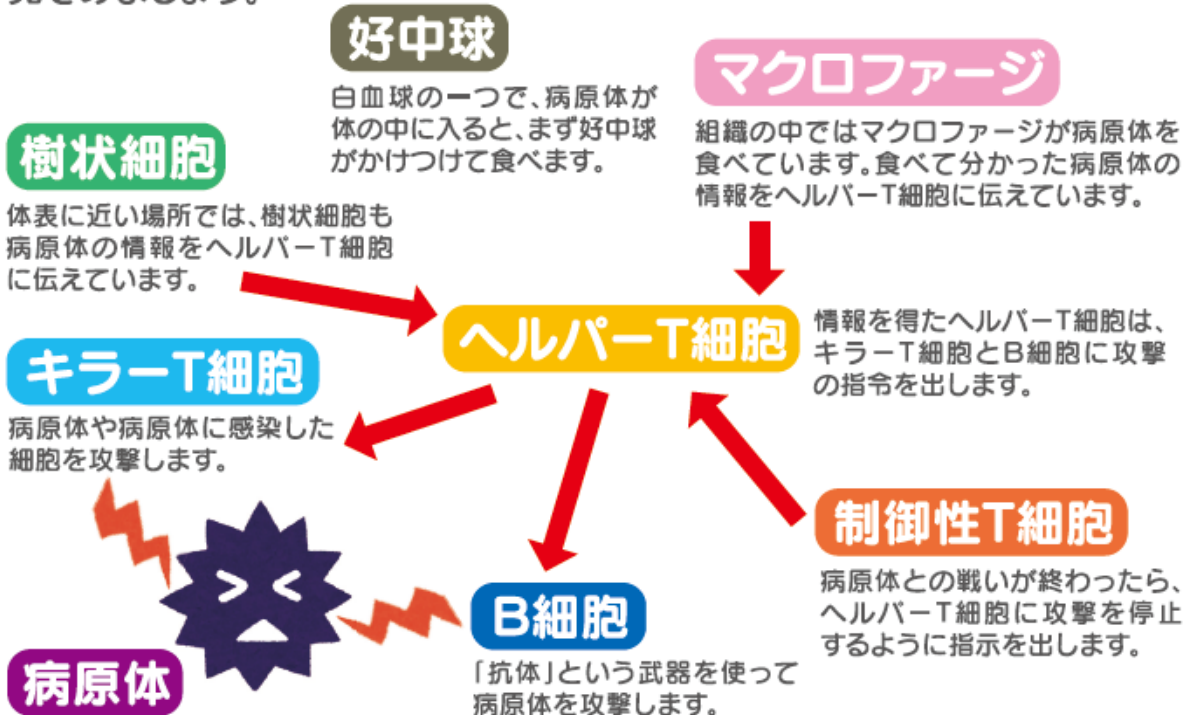 好中球
白血球の一つで、病原体が
体の中に入ると、まず好中球
がかけつけて食べます。
マクロファージ
組織の中ではマクロファージが病原体を
食べています。食べて分かった病原体の
情報をヘルパーT細胞に伝えています。
樹状細胞
体表に近い場所では、樹状細胞も
病原体の情報をヘルパーT細胞
に伝えています。
ヘルパーT細胞
情報を得たヘルパーT細胞は、
キラーT細胞とB細胞に攻撃
の指令を出します。
キラーT細胞
病原体や病原体に感染した
細胞を攻撃します。
制御性T細胞
病原体との戦いが終わったら、
ヘルパーT細胞に攻撃を停止
するように指示を出します。
B細胞
「抗体」という武器を使って
病原体を攻撃します。
病原体